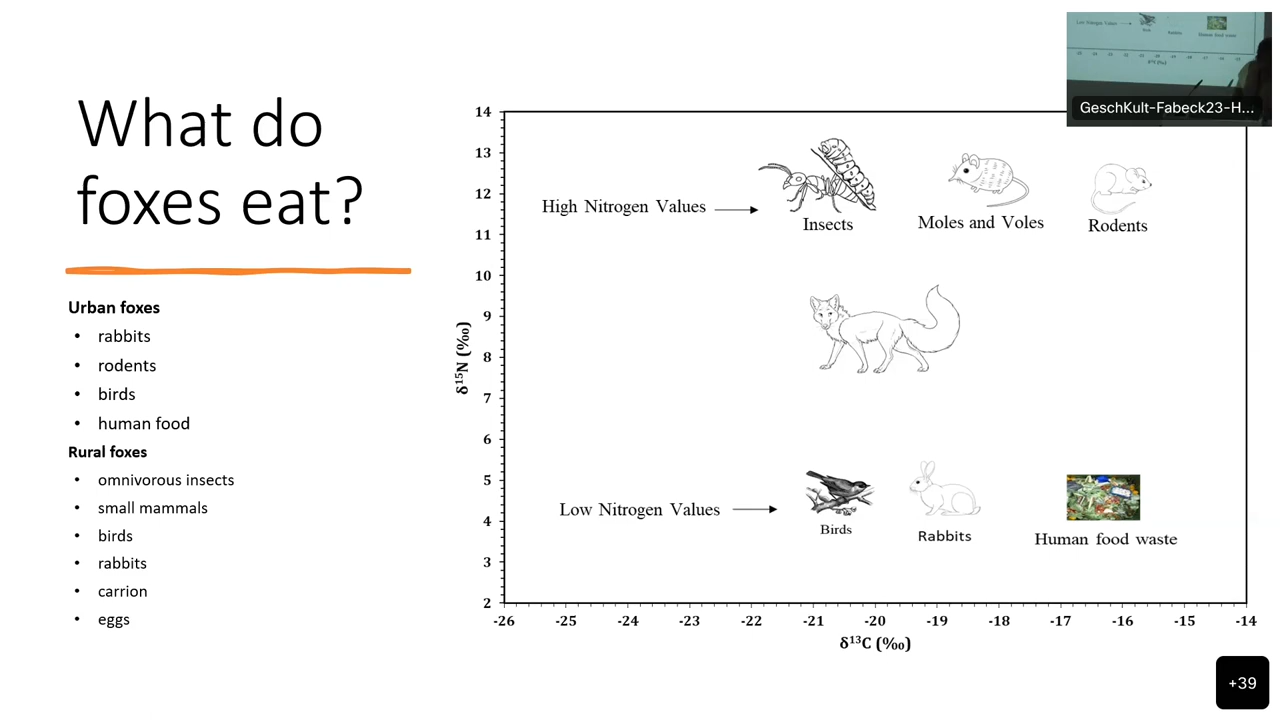 What do
foxes eat?
Urban foxes
• rabbits
• rodents
• birds
• human food
Rural foxes
• omnivorous insects
• small mammals
• birds
• rabbits
• carrion
• eggs
14
13
12
11
10
9
8
7
6
5
4
3
2
δ¹⁵N (‰)
High Nitrogen Values
Insects
Moles and Voles
Rodents
Low Nitrogen Values
Birds
Rabbits
Human food waste
-26 -25 -24 -23 -22 -21 -20 -19 -18 -17 -16 -15 -14
δ¹³C (‰)
GeschKult-Fabeck23-H...
+39